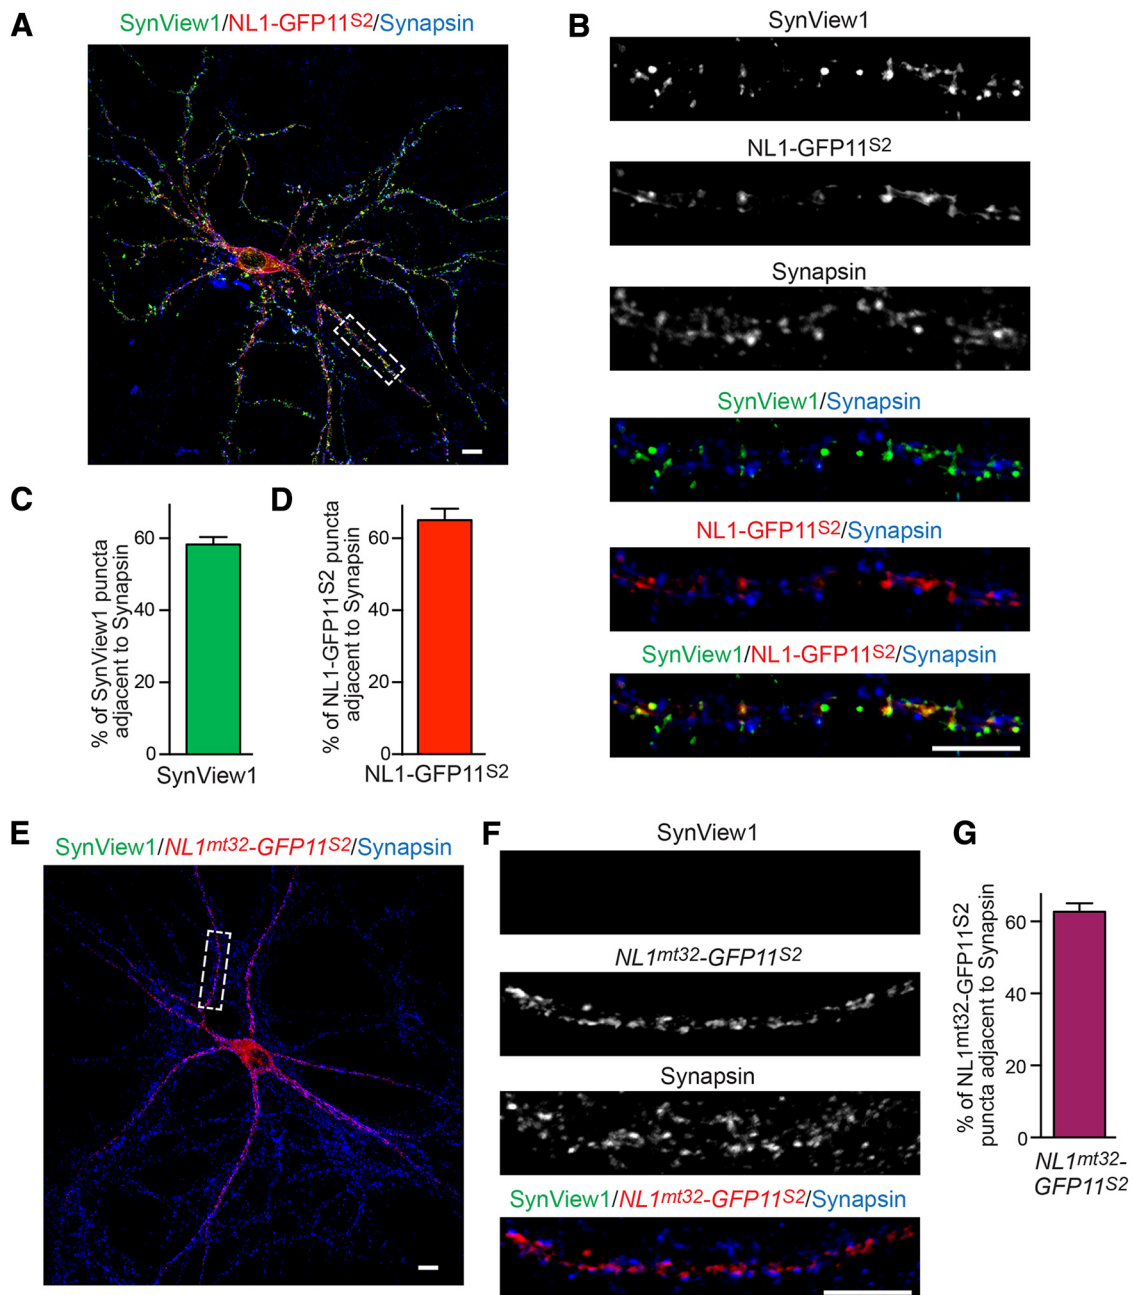 A
SynView1/NL1-GFP11S2/Synapsin
B
SynView1
NL1-GFP11S2
Synapsin
SynView1/Synapsin
NL1-GFP11S2/Synapsin
SynView1/NL1-GFP11S2/Synapsin
C
% of SynView1 puncta
adjacent to Synapsin
60
40
20
0
SynView1
D
% of NL1-GFP11S2 puncta
adjacent to Synapsin
60
40
20
0
NL1-GFP11S2
E
SynView1/NL1mt32-GFP11S2/Synapsin
F
SynView1
NL1mt32-GFP11S2
Synapsin
SynView1/NL1mt32-GFP11S2/Synapsin
G
% of NL1mt32-GFP11S2
puncta adjacent to Synapsin
60
40
20
0
NL1mt32-
GFP11S2